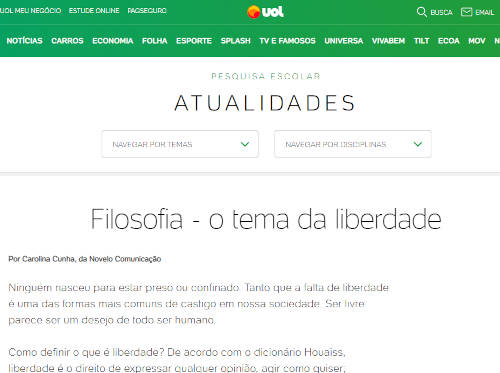 UOL MEU NEGÓCIO ESTUDE ONLINE PAGSEGURO uol BUSCA EMAIL
NOTÍCIAS CARROS ECONOMIA FOLHA ESPORTE SPLASH TV E FAMOSOS UNIVERSA VIVABEM TILT ECOA MOV
PESQUISA ESCOLAR
ATUALIDADES
NAVEGAR POR TEMAS NAVEGAR POR DISCIPLINAS
Filosofia - o tema da liberdade
Por Carolina Cunha, da Novelo Comunicação
Ninguém nasceu para estar preso ou confinado. Tanto que a falta de liberdade
é uma das formas mais comuns de castigo em nossa sociedade. Ser livre
parece ser um desejo de todo ser humano.
Como definir o que é liberdade? De acordo com o dicionário Houaiss,
liberdade é o direito de expressar qualquer opinião, agir como quiser;